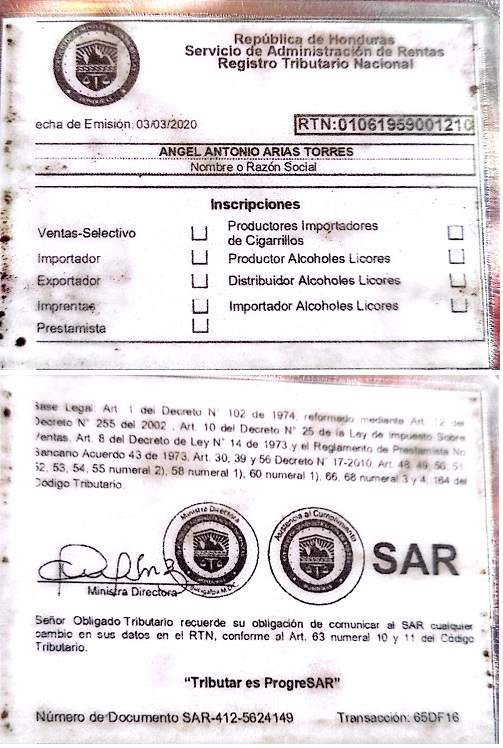 República de Honduras
Servicio de Administración de Rentas
Registro Tributario Nacional
echa de Emisión: 03/03/2020
RTN:01061959001210
ANGEL ANTONIO ARIAS TORRES
Nombre o Razón Social
Inscripciones
Ventas-Selectivo
Productores Importadores
de Cigarrillos
Importador
Productor Alcoholes Licores
Exportador
Distribuidor Alcoholes Licores
Imprentas
Importador Alcoholes Licores
Prestamista
Base Legal. Art. 1 del Decreto N° 102 de 1974, reformado mediante Art. 12 del
Decreto N° 255 del 2002 . Art. 10 del Decreto N° 25 de la Ley de Impuesto Sobre
Ventas. Art. 8 del Decreto de Ley N° 14 de 1973 y el Reglamento de Prestamista No
Bancario Acuerdo 43 de 1973, Art. 30, 39 y 56 Decreto N° 17-2010, Art. 48, 49, 50, 51,
52, 53, 54, 55 numeral 2), 58 numeral 1), 60 numeral 1), 66, 68 numeral 3 y 4, 164 del
Código Tributario.
Ministra Directora
Asistencia al Cumplimiento
SAR
Ministra Directora
Señor Obligado Tributario recuerde su obligación de comunicar al SAR cualquier
cambio en sus datos en el RTN, conforme al Art. 63 numeral 10 y 11 del Código
Tributario.
“Tributar es ProgreSAR”
Número de Documento SAR-412-5624149
Transacción: 65DF16